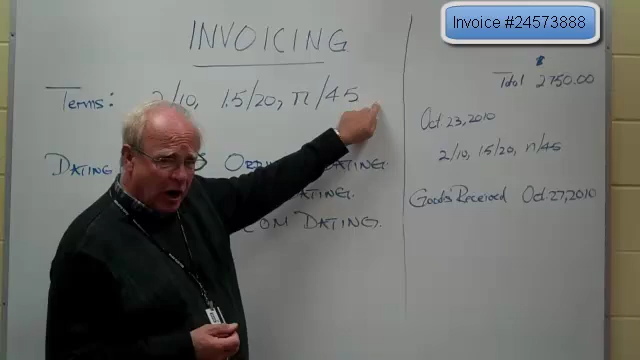 Invoice #24573888
INVOICING
Terms: 2/10, 1.5/20, n/45
DATING
DATING.
DATING.
COM DATING.
$
Total 2750.00
Oct. 23, 2010
2/10, 1.5/20, n/45
Goods Received Oct. 27, 2010